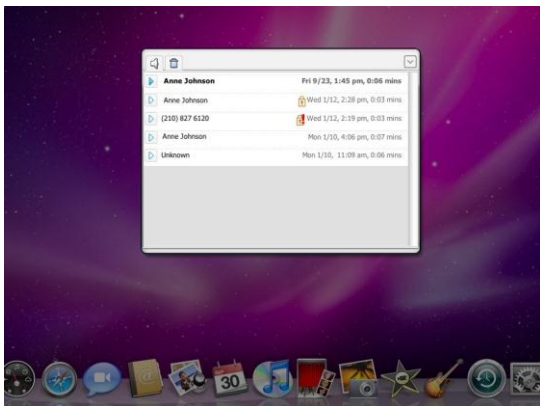 Anne Johnson Fri 9/23, 1:45 pm, 0:06 mins
Anne Johnson Wed 1/12, 2:28 pm, 0:03 mins
(210) 827 6120 Wed 1/12, 2:19 pm, 0:03 mins
Anne Johnson Mon 1/10, 4:06 pm, 0:07 mins
Unknown Mon 1/10, 11:09 am, 0:06 mins
30